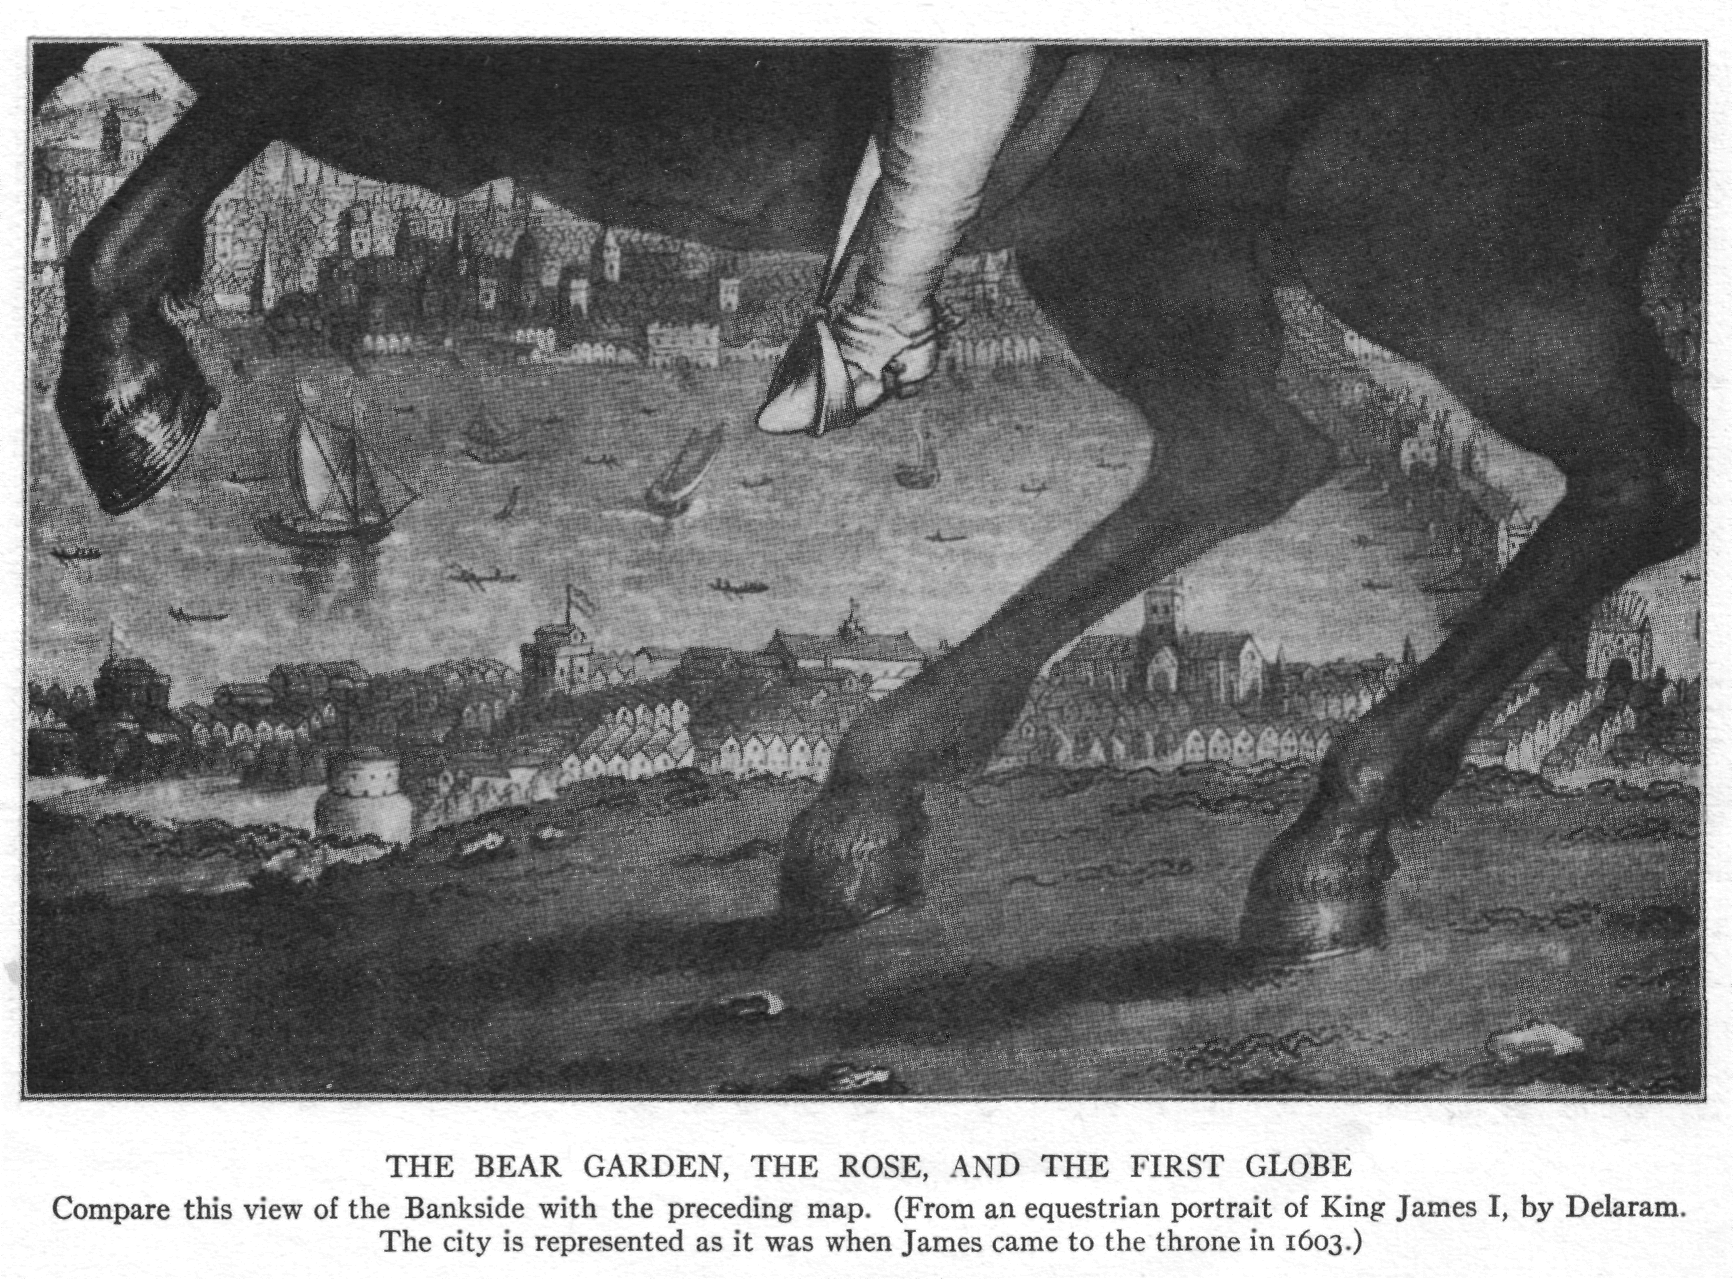 THE BEAR GARDEN, THE ROSE, AND THE FIRST GLOBE
Compare this view of the Bankside with the preceding map. (From an equestrian portrait of King James I, by Delaram.
The city is represented as it was when James came to the throne in 1603.)